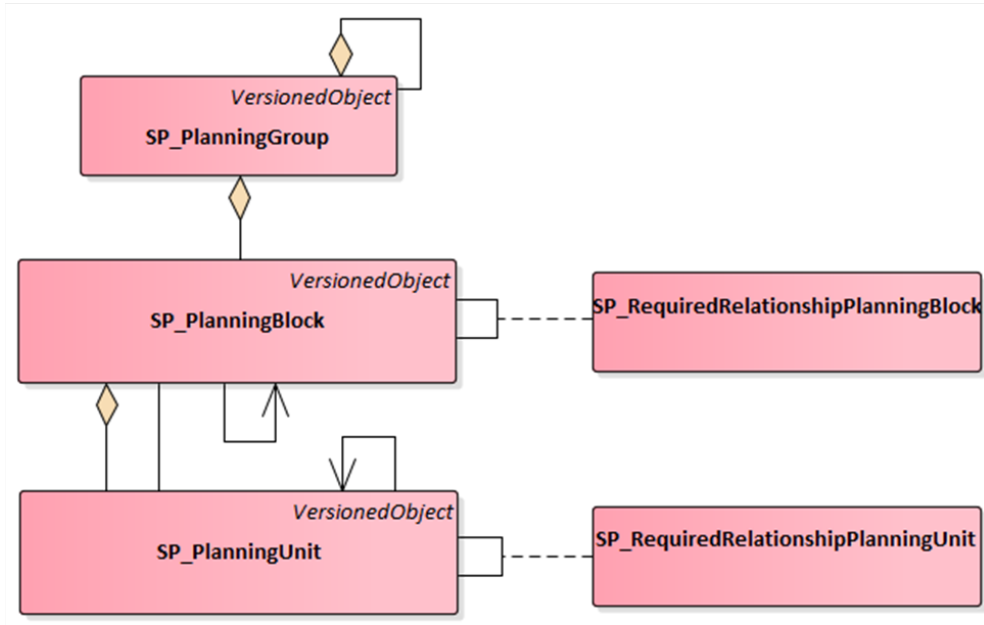 VersionedObject
SP_PlanningGroup
VersionedObject
SP_PlanningBlock
SP_RequiredRelationshipPlanningBlock
VersionedObject
SP_PlanningUnit
SP_RequiredRelationshipPlanningUnit